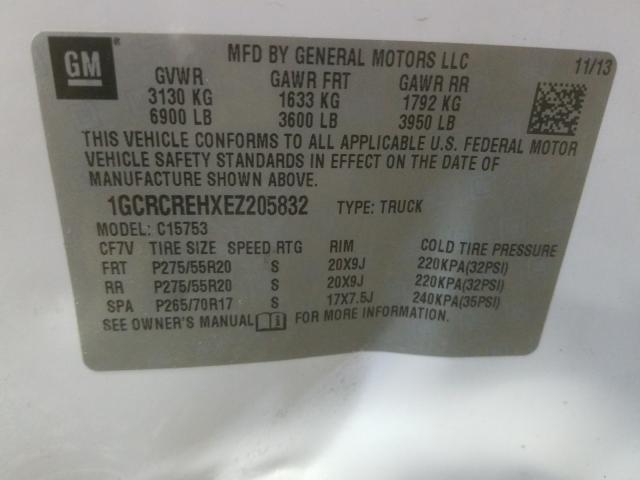 GM
MFD BY GENERAL MOTORS LLC 11/13
GVWR GAWR FRT GAWR RR
3130 KG 1633 KG 1792 KG
6900 LB 3600 LB 3950 LB
THIS VEHICLE CONFORMS TO ALL APPLICABLE U.S. FEDERAL MOTOR
VEHICLE SAFETY STANDARDS IN EFFECT ON THE DATE OF
MANUFACTURE SHOWN ABOVE.
1GCRCREHXEZ205832 TYPE: TRUCK
MODEL: C15753
CF7V TIRE SIZE SPEED RTG RIM COLD TIRE PRESSURE
FRT P275/55R20 S 20X9J 220KPA(32PSI)
RR P275/55R20 S 20X9J 220KPA(32PSI)
SPA P265/70R17 S 17X7.5J 240KPA(35PSI)
SEE OWNER'S MANUAL FOR MORE INFORMATION.